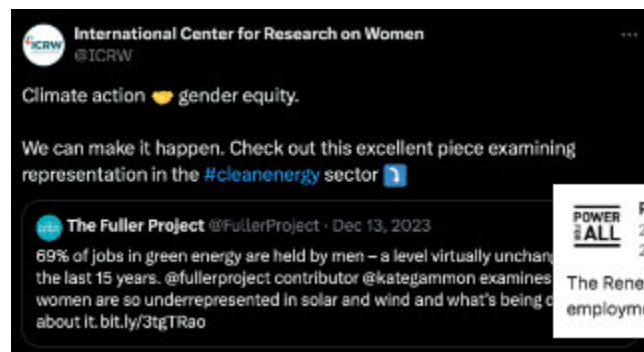 International Center for Research on Women
@ICRW
Climate action 🤝 gender equity.
We can make it happen. Check out this excellent piece examining
representation in the #cleanenergy sector ⤵️
The Fuller Project @FullerProject · Dec 13, 2023
69% of jobs in green energy are held by men – a level virtually
the last 15 years. @fullerproject contributor @kategammon examines
women are so underrepresented in solar and wind and what's being
about it. bit.ly/3tgTRao
POWER
FOR ALL
The